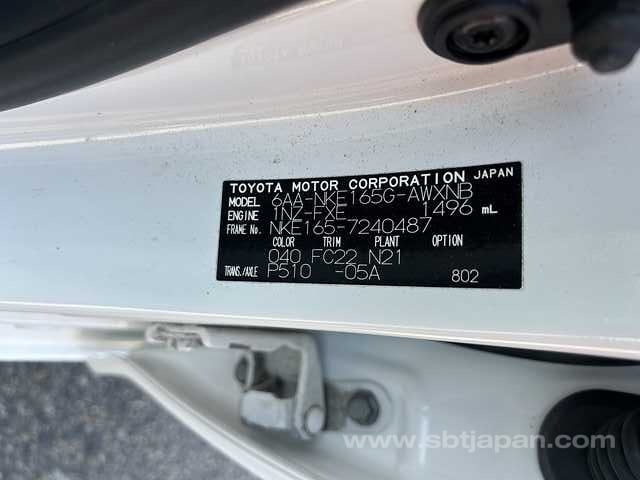 TOYOTA MOTOR CORPORATION JAPAN
MODEL 6AA-NKE165G-AWXNB
ENGINE 1NZ-FXE 1496 mL
FRAME No. NKE165-7240487
COLOR TRIM PLANT OPTION
040 FC22 N21
TRANS./AXLE P510 -05A 802
www.sbtjapan.com